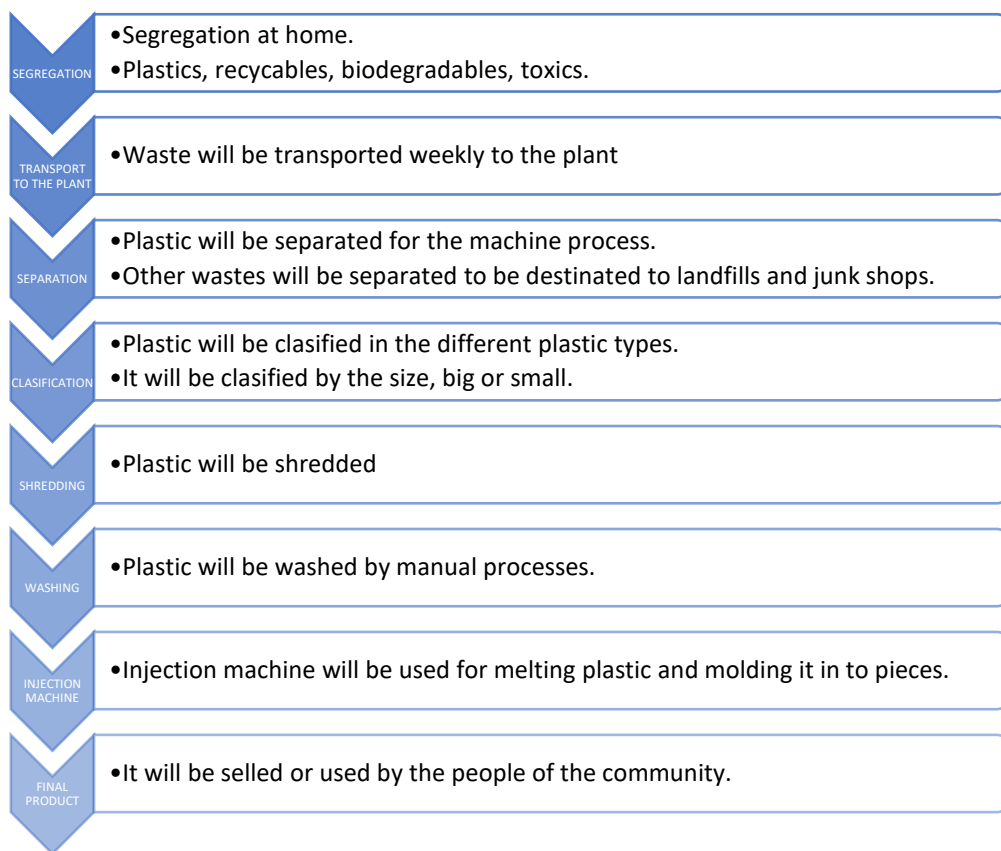 SEGREGATION
•Segregation at home.
•Plastics, recycables, biodegradables, toxics.
TRANSPORT
TO THE PLANT
•Waste will be transported weekly to the plant
SEPARATION
•Plastic will be separated for the machine process.
•Other wastes will be separated to be destinated to landfills and junk shops.
CLASIFICATION
•Plastic will be clasified in the different plastic types.
•It will be clasified by the size, big or small.
SHREDDING
•Plastic will be shredded
WASHING
•Plastic will be washed by manual processes.
INJECTION
MACHINE
•Injection machine will be used for melting plastic and molding it in to pieces.
FINAL
PRODUCT
•It will be selled or used by the people of the community.